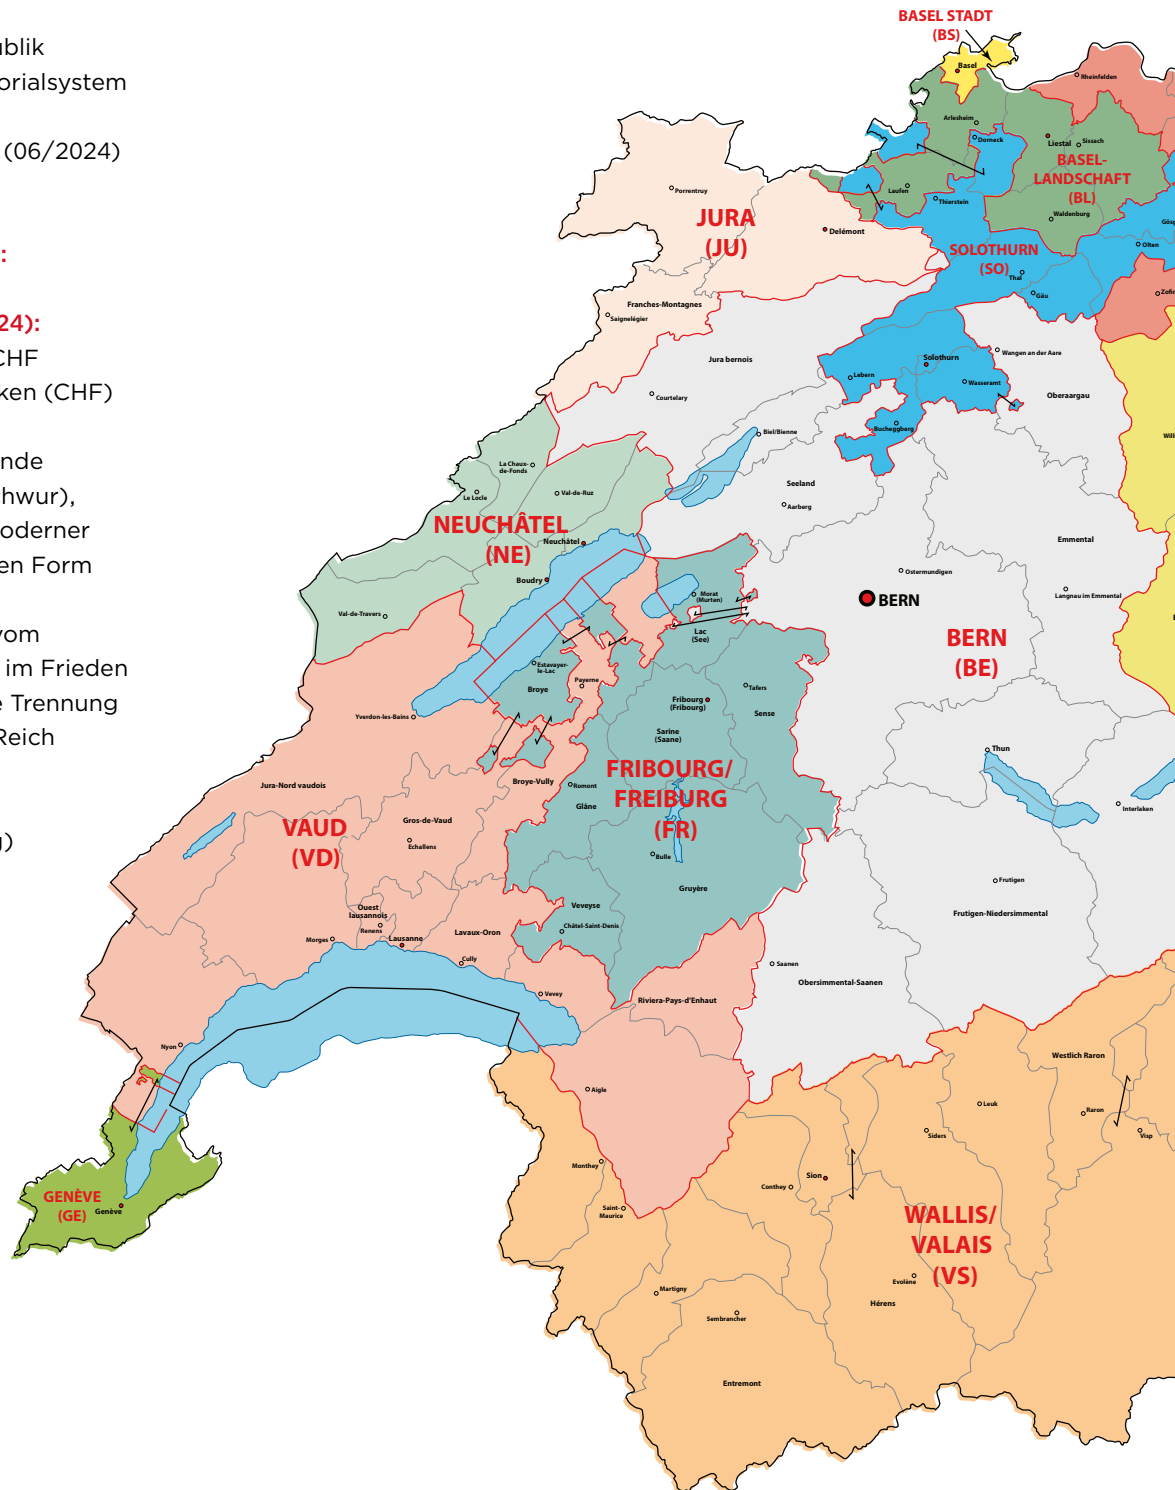 ublik
orialsystem
(06/2024)
:
24):
CHF
ken (CHF)
nde
chwur),
oderner
en Form
vom
im Frieden
e Trennung
Reich
g)
BASEL STADT
(BS)
Basel
Rheinfelden
Arlesheim
Dorneck
Liestal
Sissach
BASEL-
LANDSCHAFT
(BL)
Laufen
Thierstein
Waldenburg
Porrentruy
JURA
(JU)
Delémont
Gösg
Olten
SOLOTHURN
(SO)
Thal
Gäu
Zofin
Franches-Montagnes
Saignelégier
Jura bernois
Solothurn
Wangen an der Aare
Lebern
Wasseramt
Oberaargau
Courtelary
Bucheggberg
Biel/Bienne
Willi
La Chaux-
de-Fonds
Le Locle
Val-de-Ruz
Seeland
Aarberg
NEUCHÂTEL
(NE)
Neuchâtel
Emmental
Boudry
Ostermundigen
Langnau im Emmental
BERN
Morat
(Murten)
Val-de-Travers
Lac
(See)
BERN
(BE)
Estavayer-
le-Lac
Payerne
Broye
Tafers
Fribourg
(Fribourg)
Sense
Yverdon-les-Bains
Sarine
(Saane)
Thun
FRIBOURG/
FREIBURG
(FR)
Jura-Nord vaudois
Broye-Vully
Romont
Glâne
Interlaken
VAUD
(VD)
Gros-de-Vaud
Echallens
Bulle
Gruyère
Frutigen
Frutigen-Niedersimmental
Ouest
lausannois
Renens
Veveyse
Châtel-Saint-Denis
Morges
Lausanne
Lavaux-Oron
Cully
Saanen
Obersimmental-Saanen
Vevey
Riviera-Pays-d'Enhaut
Nyon
Westlich Raron
Aigle
Leuk
Raron
Siders
Visp
Monthey
Sion
Conthey
GENÈVE
(GE)
Genève
Saint-
Maurice
WALLIS/
VALAIS
(VS)
Evolène
Martigny
Hérens
Sembrancher
Entremont